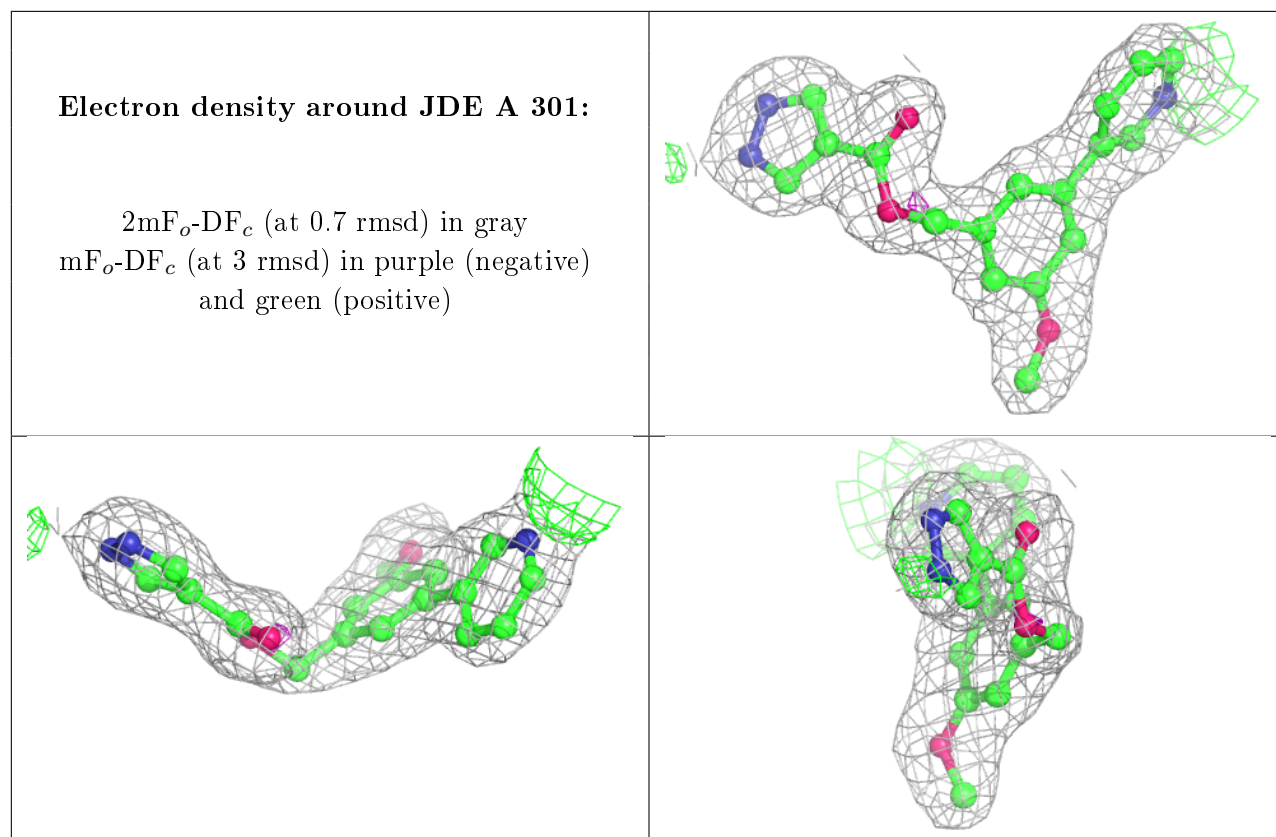 Electron density around JDE A 301:
2mFo-DFc (at 0.7 rmsd) in gray
mFo-DFc (at 3 rmsd) in purple (negative)
and green (positive)